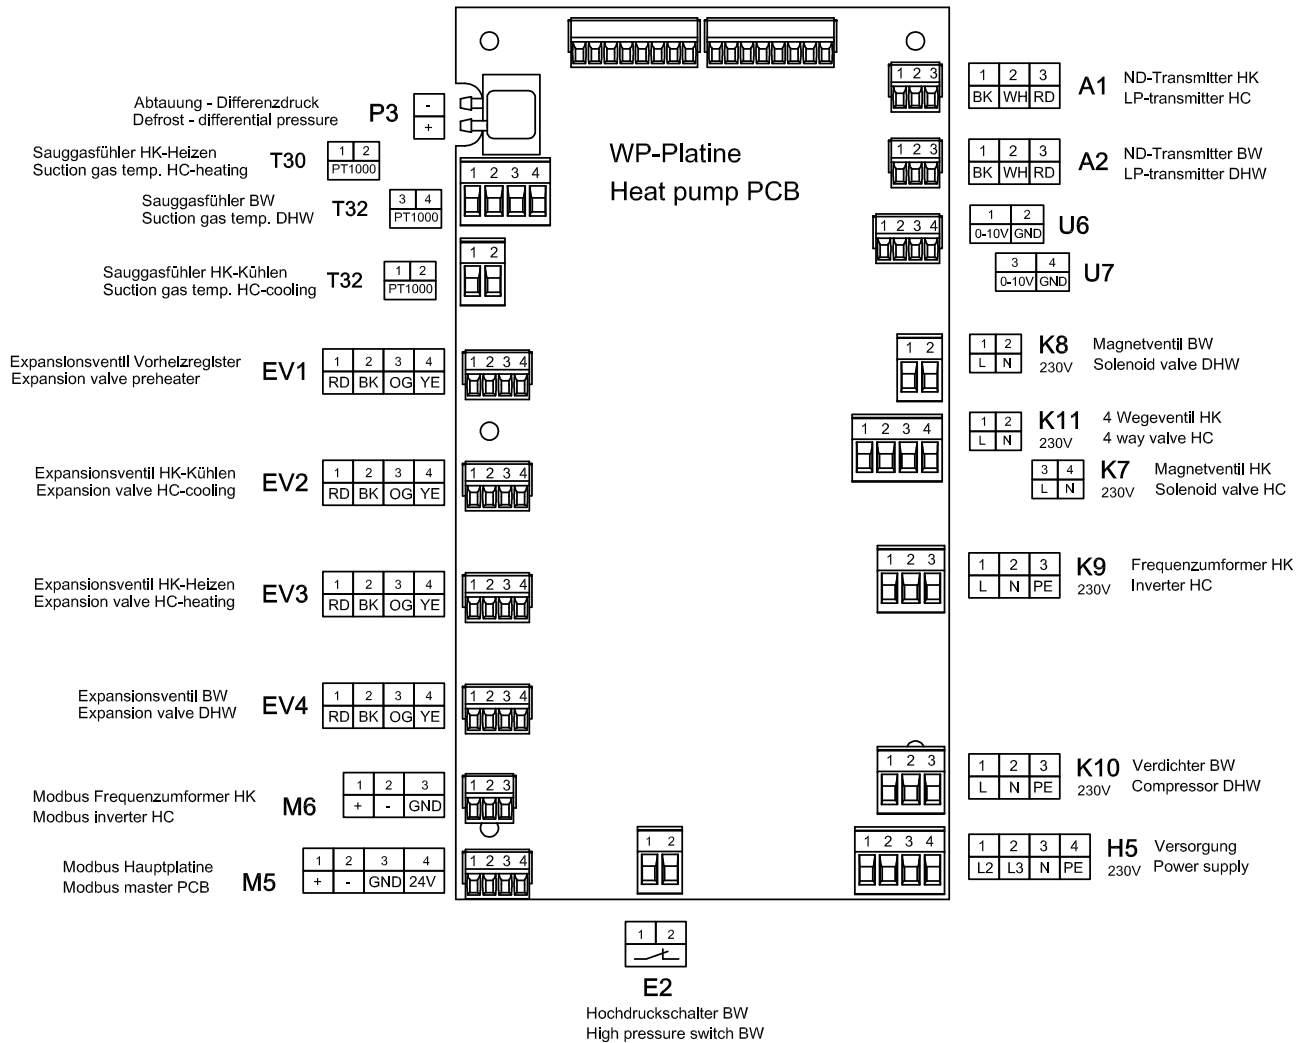 WP-Platine
Heat pump PCB
Abtauung - Differenzdruck
Defrost - differential pressure
P3
-
+
Sauggasfühler HK-Heizen
Suction gas temp. HC-heating
T30
1 2
PT1000
1 2 3 4
Sauggasfühler BW
Suction gas temp. DHW
T32
3 4
PT1000
Sauggasfühler HK-Kühlen
Suction gas temp. HC-cooling
T32
1 2
PT1000
1 2
Expansionsventil Vorheizregister
Expansion valve preheater
EV1
1 2 3 4
RD BK OG YE
1 2 3 4
Expansionsventil HK-Kühlen
Expansion valve HC-cooling
EV2
1 2 3 4
RD BK OG YE
1 2 3 4
Expansionsventil HK-Heizen
Expansion valve HC-heating
EV3
1 2 3 4
RD BK OG YE
1 2 3 4
Expansionsventil BW
Expansion valve DHW
EV4
1 2 3 4
RD BK OG YE
1 2 3 4
Modbus Frequenzumformer HK
Modbus inverter HC
M6
1 2 3
+ - GND
1 2 3
Modbus Hauptplatine
Modbus master PCB
M5
1 2 3 4
+ - GND 24V
1 2 3 4
1 2 3
1 2 3
BK WH RD
A1
ND-Transmitter HK
LP-transmitter HC
1 2 3
1 2 3
BK WH RD
A2
ND-Transmitter BW
LP-transmitter DHW
1 2 3 4
1 2
0-10V GND
U6
3 4
0-10V GND
U7
1 2
1 2
L N
K8
230V
Magnetventil BW
Solenoid valve DHW
1 2 3 4
1 2
L N
K11
230V
4 Wegeventil HK
4 way valve HC
3 4
L N
K7
230V
Magnetventil HK
Solenoid valve HC
1 2 3
1 2 3
L N PE
K9
230V
Frequenzumformer HK
Inverter HC
1 2 3
1 2 3
L N PE
K10
230V
Verdichter BW
Compressor DHW
1 2 3 4
1 2 3 4
L2 L3 N PE
H5
230V
Versorgung
Power supply
1 2
1 2
E2
Hochdruckschalter BW
High pressure switch BW